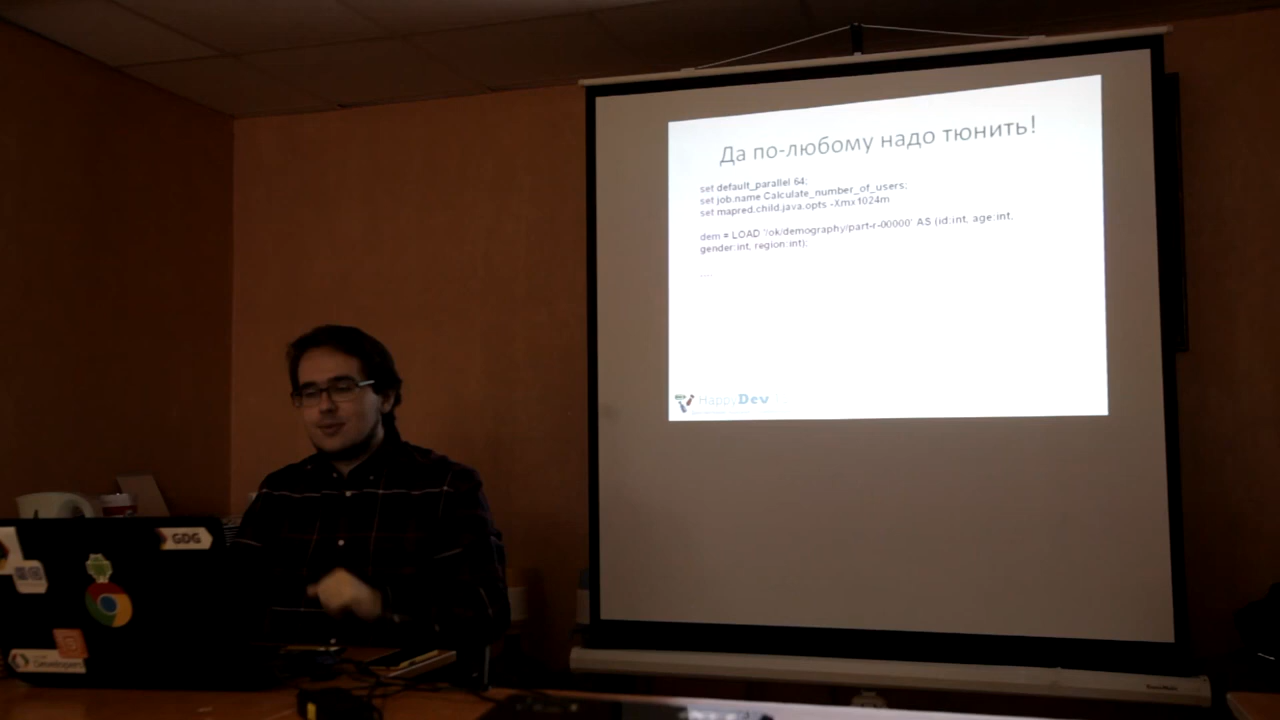 Да по-любому надо тюнить!
set default_parallel 64;
set job.name Calculate_number_of_users;
set mapred.child.java.opts -Xmx1024m
dem = LOAD '/ok/demography/part-r-00000' AS (id:int, age:int,
gender:int, region:int);
....
HappyDev
GDG
Developers